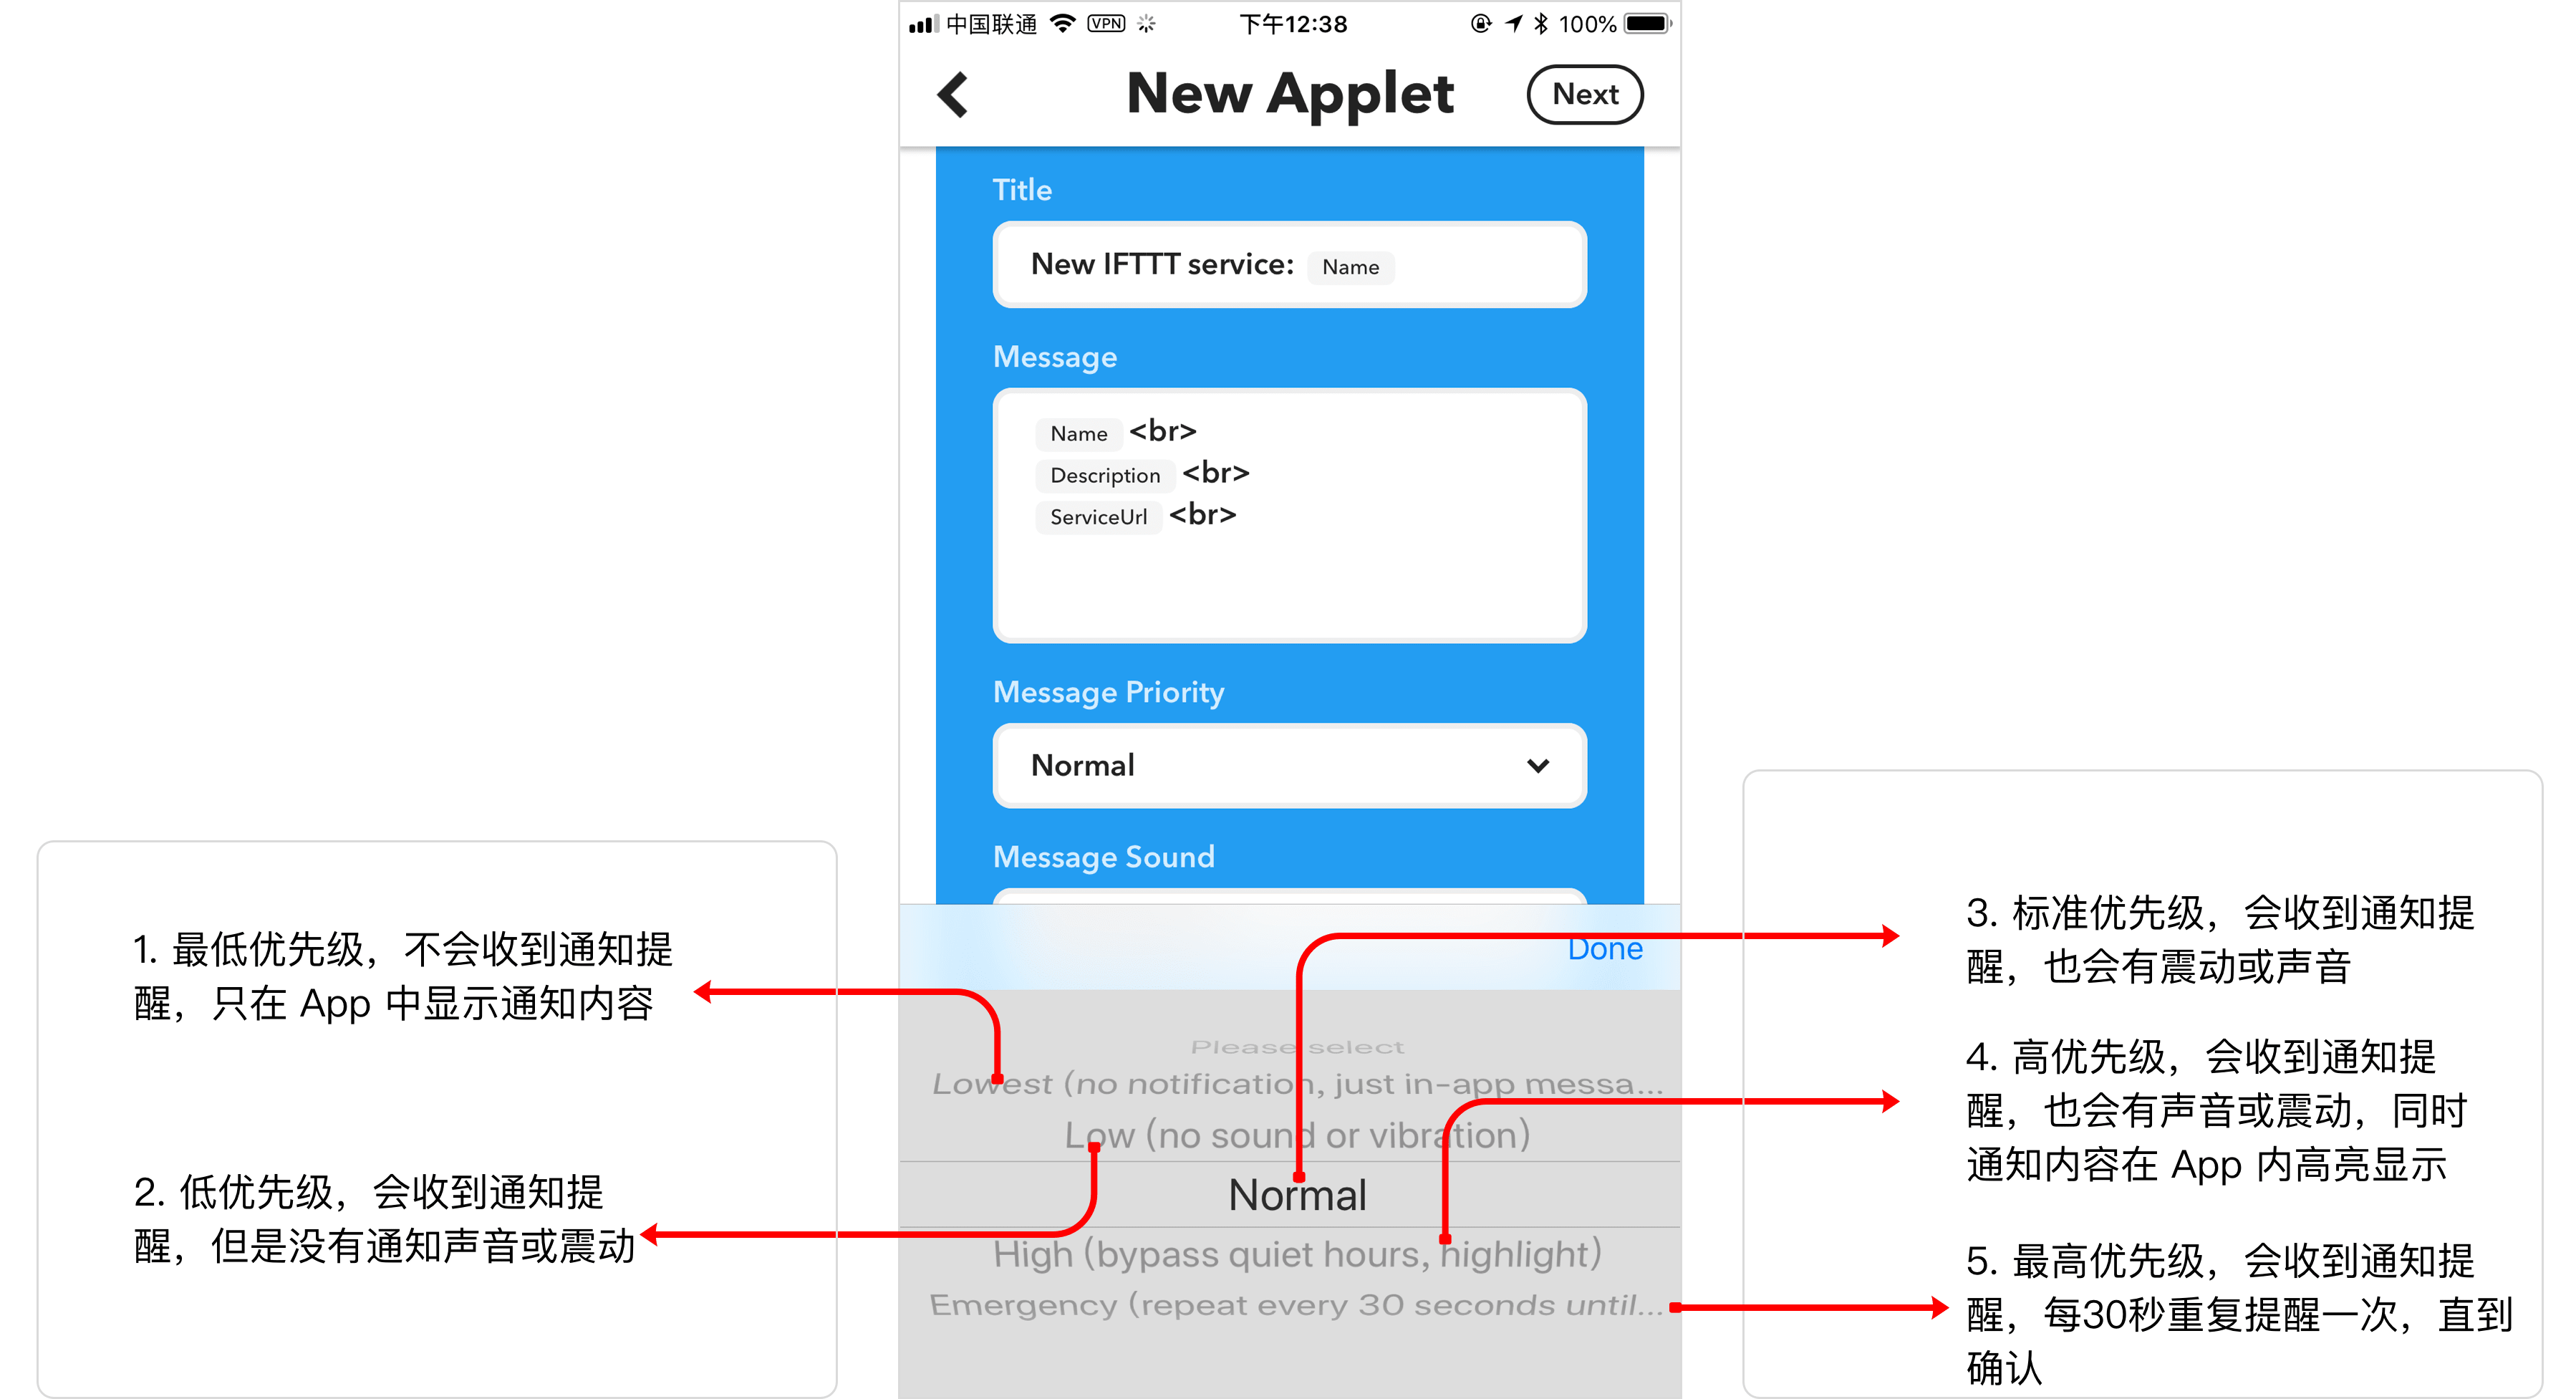 中国联通 VPN 下午12:38 100%
New Applet Next
Title
New IFTTT service: Name
Message
Name <br>
Description <br>
ServiceUrl <br>
Message Priority
Normal
Message Sound
Done
Please select
Lowest (no notification, just in-app messa...
Low (no sound or vibration)
Normal
High (bypass quiet hours, highlight)
Emergency (repeat every 30 seconds until...
1. 最低优先级，不会收到通知提
醒，只在 App 中显示通知内容
2. 低优先级，会收到通知提
醒，但是没有通知声音或震动
3. 标准优先级，会收到通知提
醒，也会有震动或声音
4. 高优先级，会收到通知提
醒，也会有声音或震动，同时
通知内容在 App 内高亮显示
5. 最高优先级，会收到通知提
醒，每30秒重复提醒一次，直到
确认